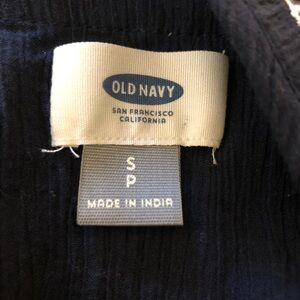 OLD NAVY
SAN FRANCISCO
CALIFORNIA
S
P
MADE IN INDIA